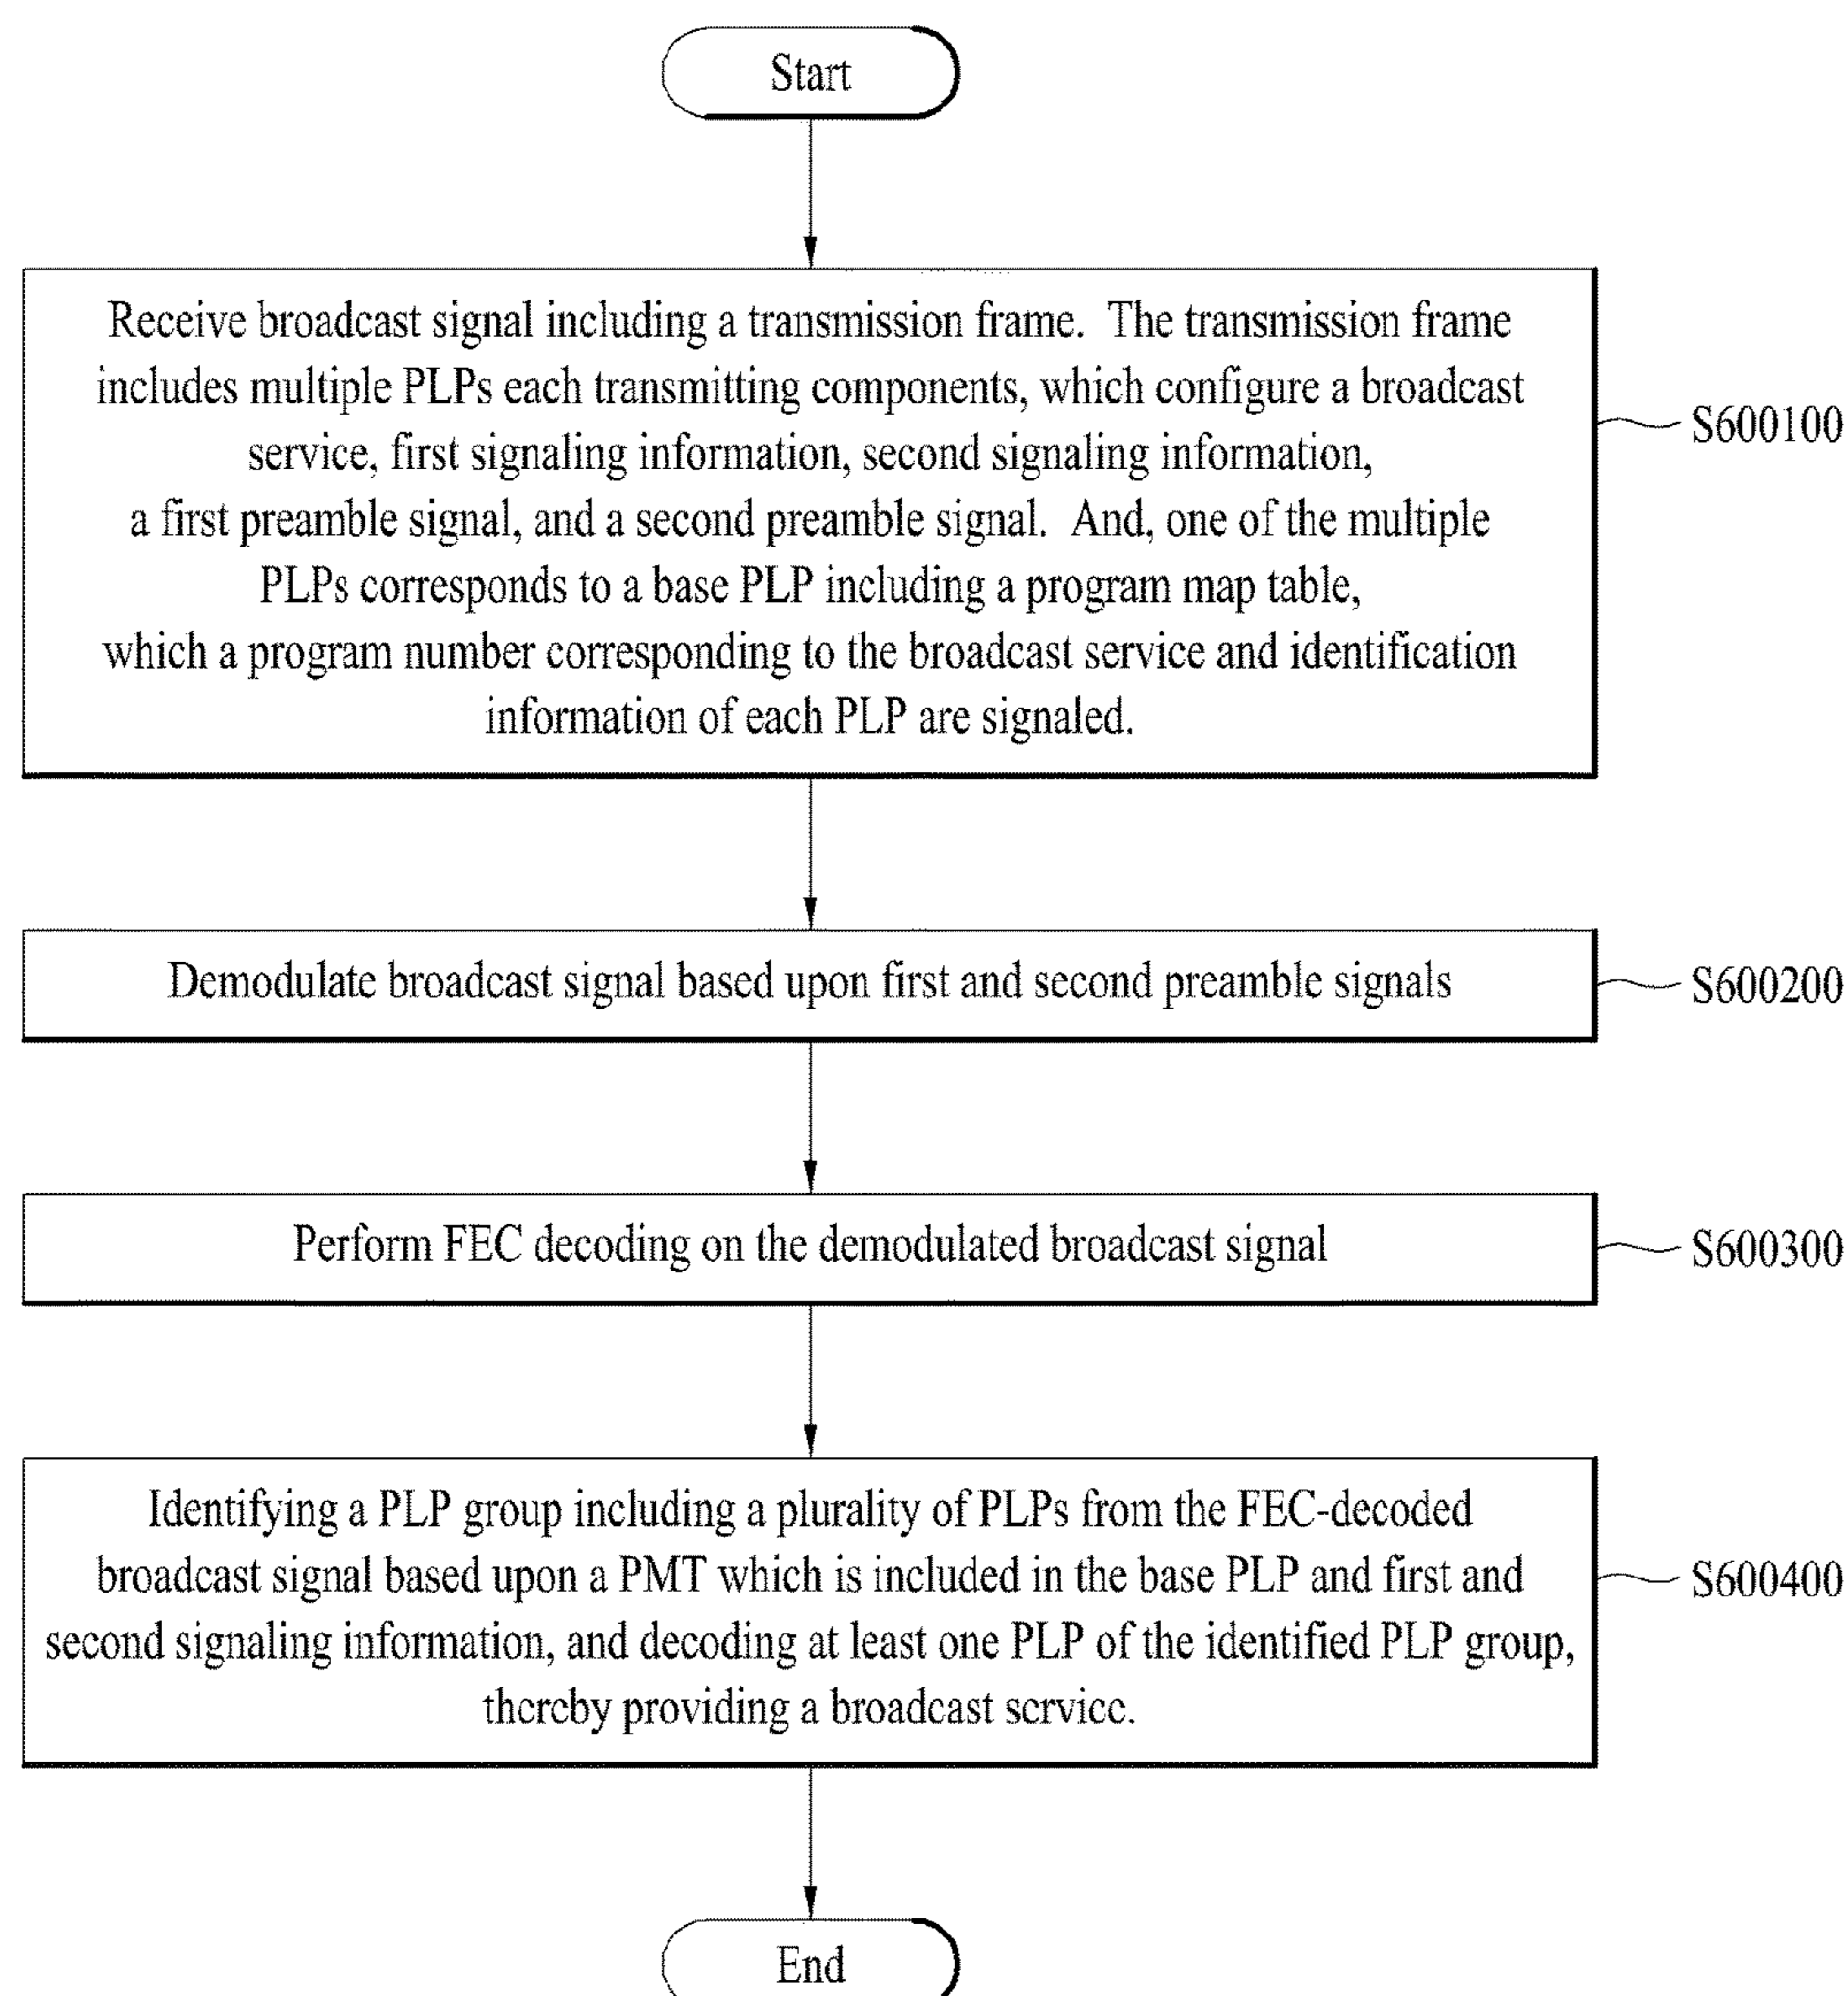 Start
Receive broadcast signal including a transmission frame. The transmission frame
includes multiple PLPs each transmitting components, which configure a broadcast
service, first signaling information, second signaling information,
a first preamble signal, and a second preamble signal. And, one of the multiple
PLPs corresponds to a base PLP including a program map table,
which a program number corresponding to the broadcast service and identification
information of each PLP are signaled.
S600100
Demodulate broadcast signal based upon first and second preamble signals
S600200
Perform FEC decoding on the demodulated broadcast signal
S600300
Identifying a PLP group including a plurality of PLPs from the FEC-decoded
broadcast signal based upon a PMT which is included in the base PLP and first and
second signaling information, and decoding at least one PLP of the identified PLP group,
thereby providing a broadcast service.
S600400
End